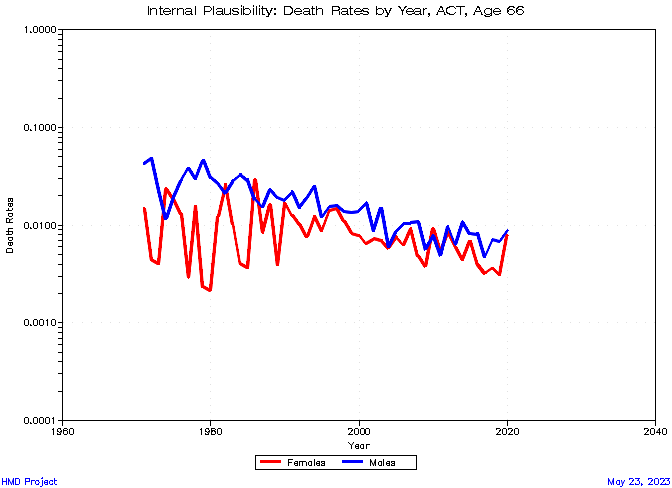 Internal Plausibility: Death Rates by Year, ACT, Age 66
1.0000
0.1000
0.0100
0.0010
0.0001
Death Rates
1960
1980
2000
2020
2040
Year
Females
Males
HMD Project
May 23, 2023